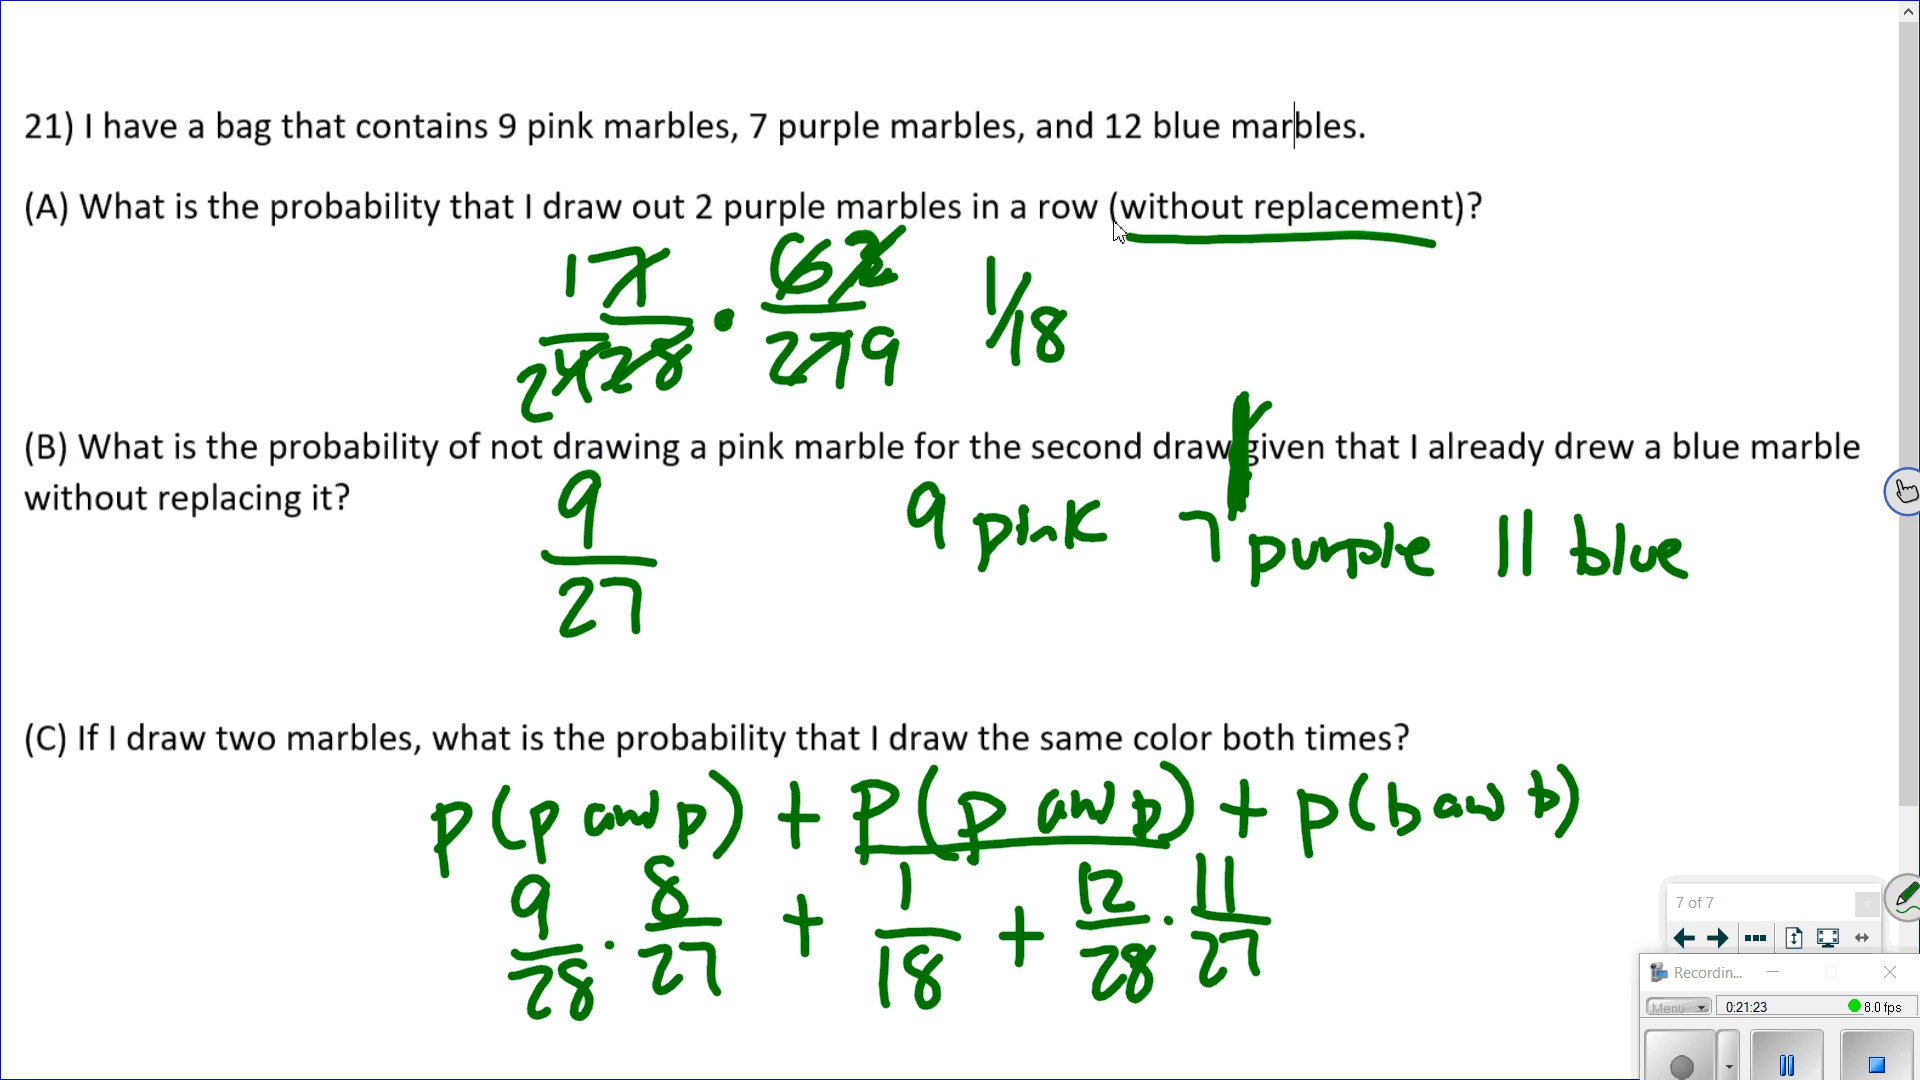 21) I have a bag that contains 9 pink marbles, 7 purple marbles, and 12 blue marbles.
(A) What is the probability that I draw out 2 purple marbles in a row (without replacement)?
1 7 6 2 1/18
2 4 28 · 27 9
(B) What is the probability of not drawing a pink marble for the second draw given that I already drew a blue marble
without replacing it?
9 9 pink 7 purple 11 blue
27
(C) If I draw two marbles, what is the probability that I draw the same color both times?
P(p and p) + P(p and p) + P(b and b)
9/28 · 8/27 + 1/18 + 12/28 · 11/27
7 of 7
Recordin...
Menu 0:21:23 8.0 fps